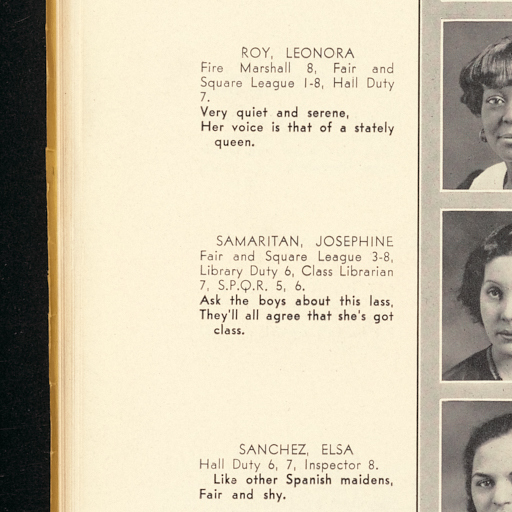 ROY, LEONORA
Fire Marshall 8, Fair and
Square League 1-8, Hall Duty
7.
Very quiet and serene,
Her voice is that of a stately
queen.
SAMARITAN, JOSEPHINE
Fair and Square League 3-8,
Library Duty 6, Class Librarian
7, S.P.Q.R. 5, 6.
Ask the boys about this lass,
They'll all agree that she's got
class.
SANCHEZ, ELSA
Hall Duty 6, 7, Inspector 8.
Like other Spanish maidens,
Fair and shy.